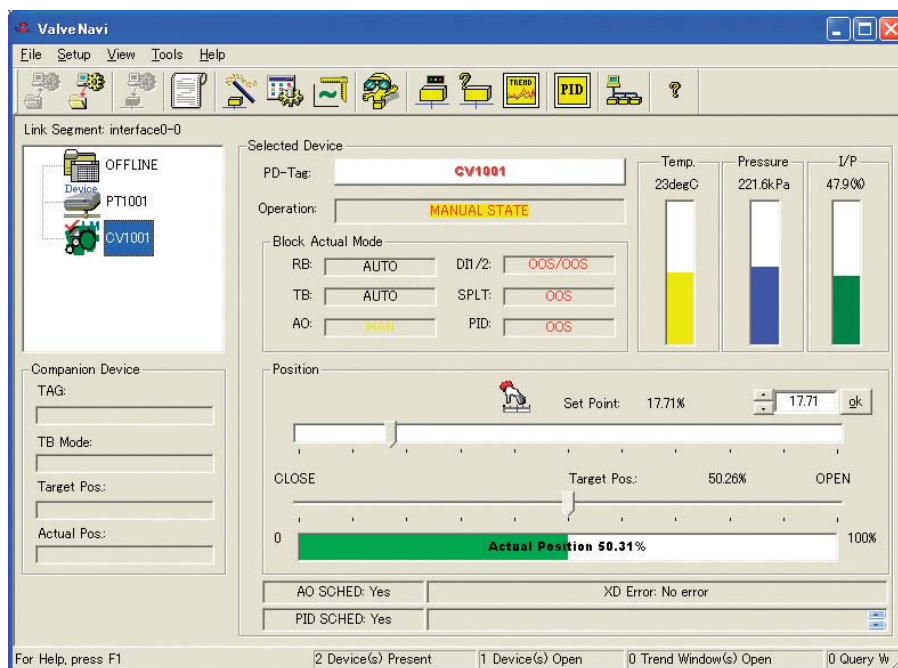 ValveNavi
File Setup View Tools Help
TREND PID ?
Link Segment: interface0-0
OFFLINE
Device
PT1001
CV1001
Selected Device
PD-Tag: CV1001
Operation: MANUAL STATE
Block Actual Mode
RB: AUTO DI1/2: OOS/OOS
TB: AUTO SPLT: OOS
AO: MAN PID: OOS
Temp. Pressure I/P
23degC 221.6kPa 47.9(%)
Companion Device
TAG:
TB Mode:
Target Pos.:
Actual Pos.:
Position
Set Point: 17.71% 17.71 ok
CLOSE Target Pos.: 50.26% OPEN
0 Actual Position 50.31% 100%
AO SCHED: Yes XD Error: No error
PID SCHED: Yes
For Help, press F1 2 Device(s) Present 1 Device(s) Open 0 Trend Window(s) Open 0 Query W